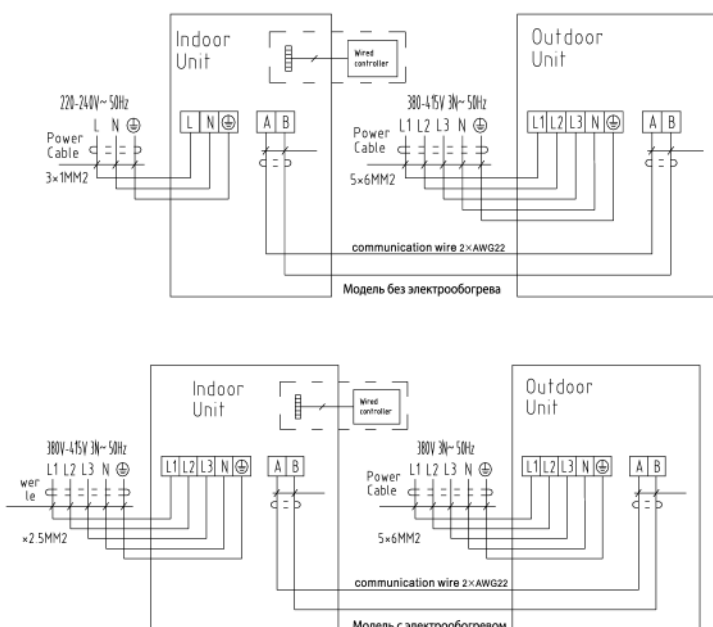 Indoor
Unit
Wired
controller
Outdoor
Unit
220-240V~ 50Hz
L N
Power
Cable
3×1MM2
L N
A B
380-415V 3N~ 50Hz
L1 L2 L3 N
Power
Cable
5×6MM2
L1 L2 L3 N
A B
communication wire 2×AWG22
Модель без электрообогрева
Indoor
Unit
Wired
controller
Outdoor
Unit
380V-415V 3N~ 50Hz
L1 L2 L3 N
wer
le
×2.5MM2
L1 L2 L3 N
A B
380V 3N~ 50Hz
L1 L2 L3 N
Power
Cable
5×6MM2
L1 L2 L3 N
A B
communication wire 2×AWG22
Модель с электрообогревом